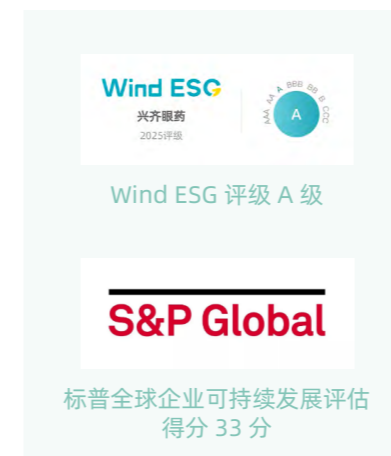 Wind ESG
兴齐眼药
2025评级
AAA AA A BBB BB B CCC
A
Wind ESG 评级 A 级
S&P Global
标普全球企业可持续发展评估
得分 33 分